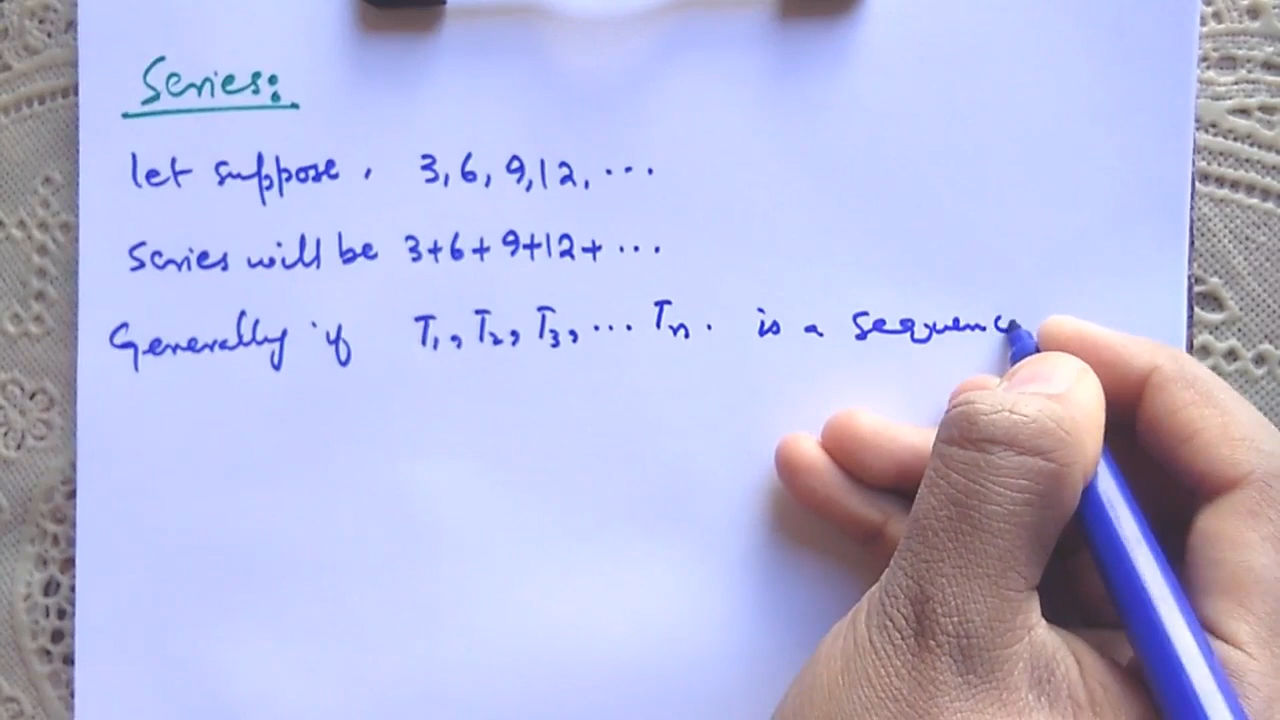 Series:
let suppose, 3, 6, 9, 12, ...
Series will be 3+6+9+12+ ...
Generally if T₁, T₂, T₃, ... Tn. is a sequenc